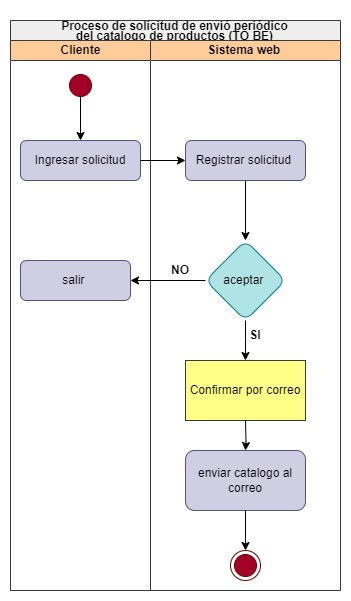 Proceso de solicitud de envió periódico
del catalogo de productos (TO BE)
Cliente
Sistema web
Ingresar solicitud
Registrar solicitud
salir
NO
aceptar
SI
Confirmar por correo
enviar catalogo al
correo